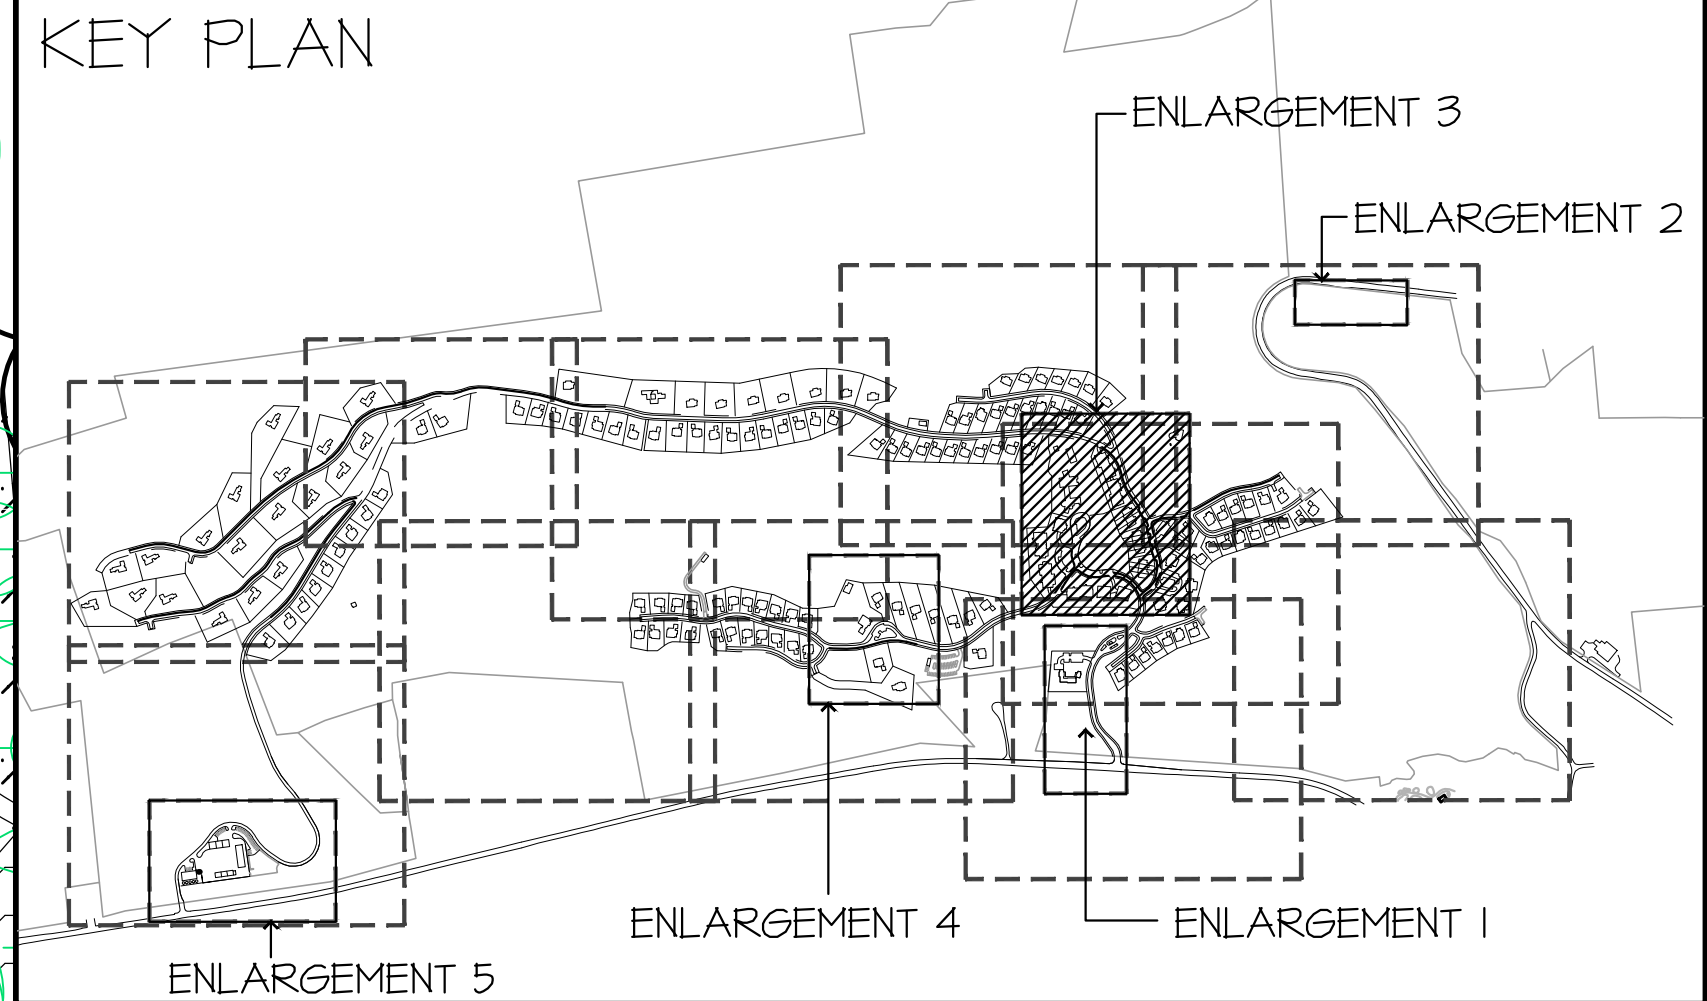 KEY PLAN
ENLARGEMENT 3
ENLARGEMENT 2
ENLARGEMENT 4
ENLARGEMENT 1
ENLARGEMENT 5